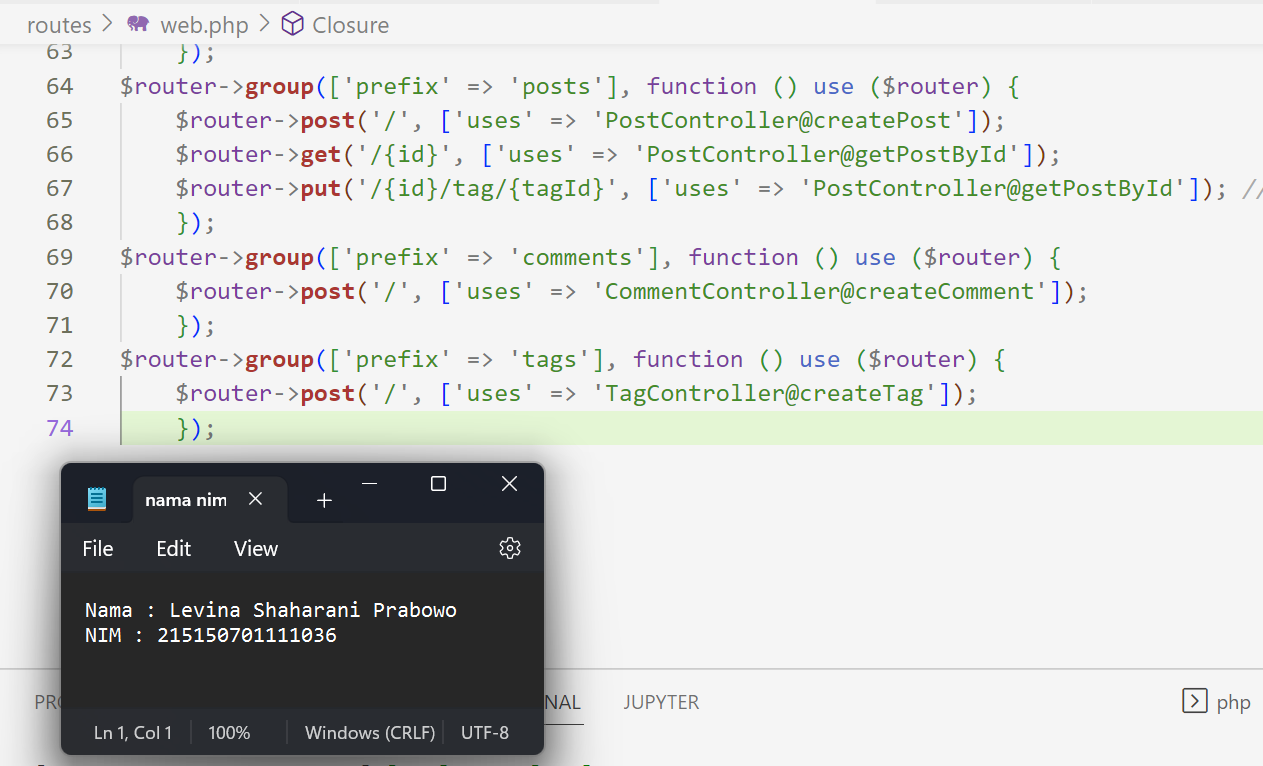 routes > web.php > Closure
63 });
64 $router->group(['prefix' => 'posts'], function () use ($router) {
65 $router->post('/', ['uses' => 'PostController@createPost']);
66 $router->get('/{id}', ['uses' => 'PostController@getPostById']);
67 $router->put('/{id}/tag/{tagId}', ['uses' => 'PostController@getPostById']); //
68 });
69 $router->group(['prefix' => 'comments'], function () use ($router) {
70 $router->post('/', ['uses' => 'CommentController@createComment']);
71 });
72 $router->group(['prefix' => 'tags'], function () use ($router) {
73 $router->post('/', ['uses' => 'TagController@createTag']);
74 });
nama nim
File Edit View
Nama : Levina Shaharani Prabowo
NIM : 215150701111036
NAL JUPYTER php
Ln 1, Col 1 100% Windows (CRLF) UTF-8